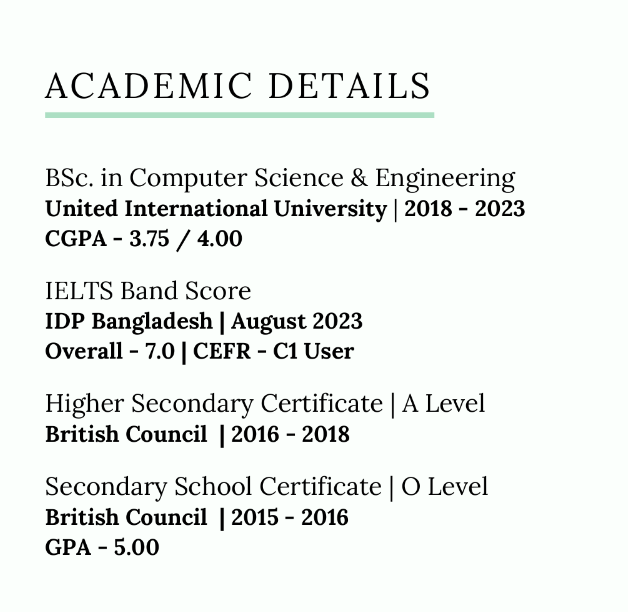 ACADEMIC DETAILS
BSc. in Computer Science & Engineering
United International University | 2018 - 2023
CGPA - 3.75 / 4.00
IELTS Band Score
IDP Bangladesh | August 2023
Overall - 7.0 | CEFR - C1 User
Higher Secondary Certificate | A Level
British Council | 2016 - 2018
Secondary School Certificate | O Level
British Council | 2015 - 2016
GPA - 5.00